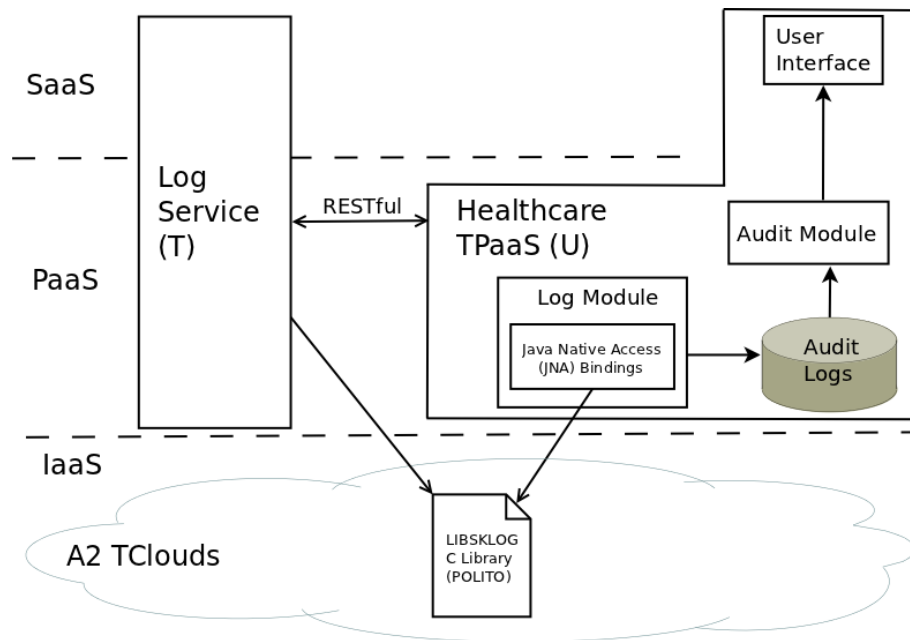 User
Interface
SaaS
Log
Service
(T)
RESTful
Healthcare
TPaaS (U)
Audit Module
PaaS
Log Module
Java Native Access
(JNA) Bindings
Audit
Logs
IaaS
A2 TClouds
LIBSKLOG
C Library
(POLITO)